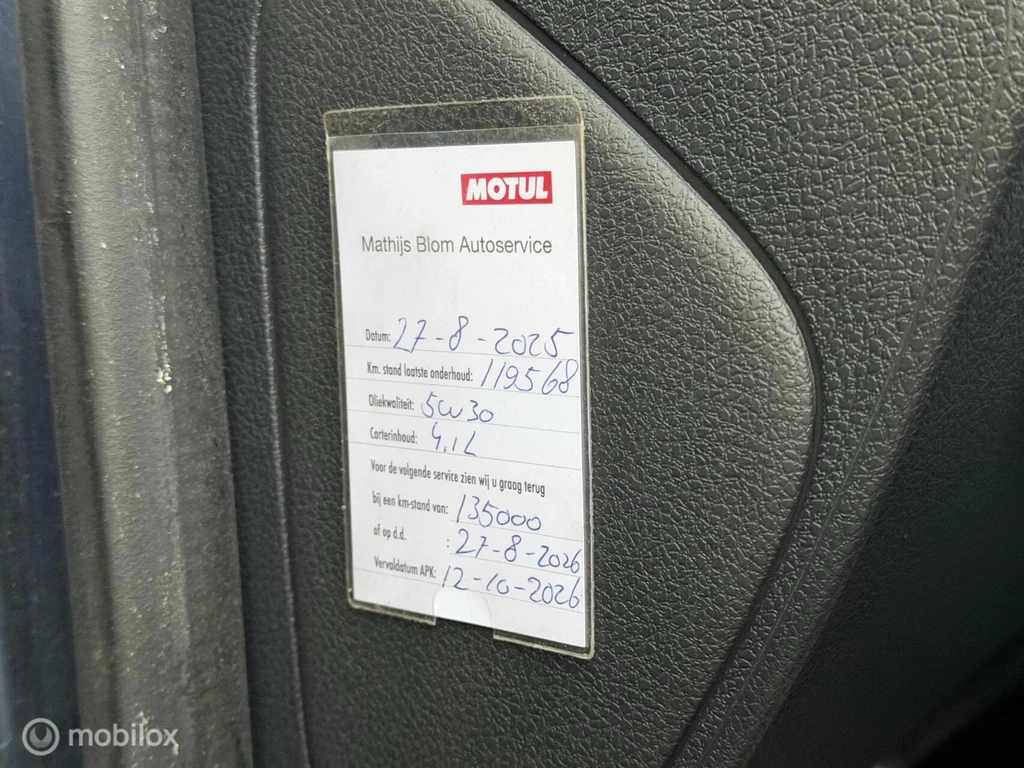 MOTUL
Mathijs Blom Autoservice
Datum: 27-8-2025
Km. stand laatste onderhoud: 119568
Oliekwaliteit: 5w30
Carterinhoud: 4,1L
Voor de volgende service zien wij u graag terug
bij een km-stand van: 135000
af op d.d. : 27-8-2026
Vervaldatum APK: 12-10-2026
mobilox